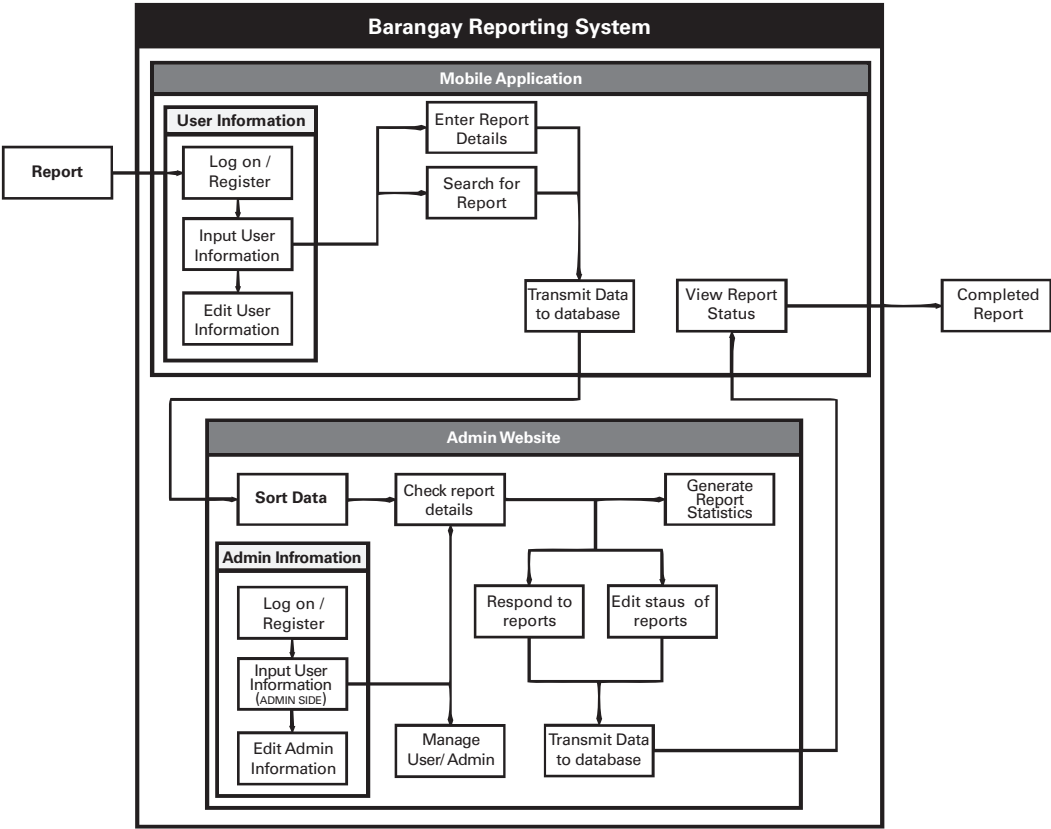 Barangay Reporting System
Mobile Application
User Information
Report
Log on /
Register
Input User
Information
Edit User
Information
Enter Report
Details
Search for
Report
Transmit Data
to database
View Report
Status
Completed
Report
Admin Website
Sort Data
Check report
details
Generate
Report
Statistics
Admin Infromation
Log on /
Register
Input User
Information
(ADMIN SIDE)
Edit Admin
Information
Respond to
reports
Edit staus of
reports
Manage
User/ Admin
Transmit Data
to database